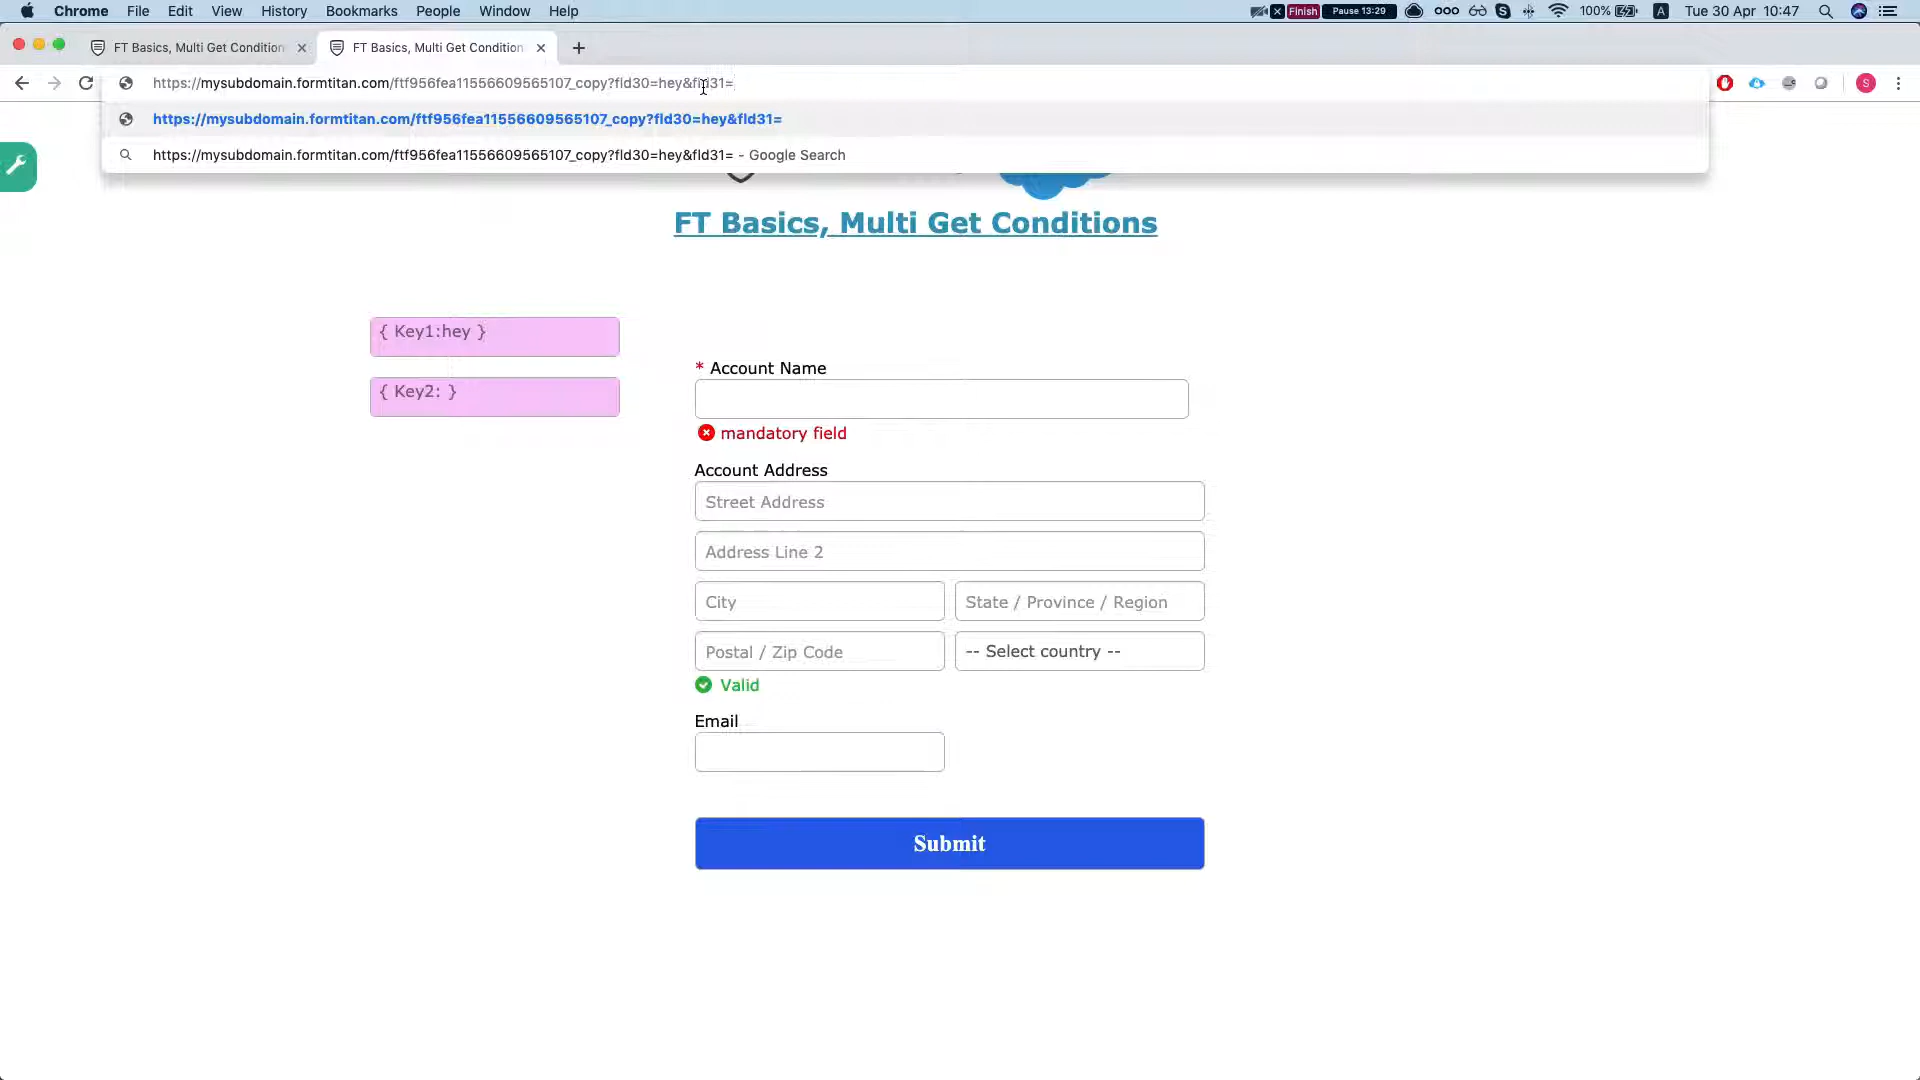 Chrome File Edit View History Bookmarks People Window Help Finish Pause 13:29 100% A Tue 30 Apr 10:47
FT Basics, Multi Get Condition
FT Basics, Multi Get Condition
https://mysubdomain.formtitan.com/ftf956fea11556609565107_copy?fld30=hey&fld31=
S
https://mysubdomain.formtitan.com/ftf956fea11556609565107_copy?fld30=hey&fld31=
https://mysubdomain.formtitan.com/ftf956fea11556609565107_copy?fld30=hey&fld31= - Google Search
FT Basics, Multi Get Conditions
{ Key1:hey }
{ Key2: }
* Account Name
mandatory field
Account Address
Street Address
Address Line 2
City
State / Province / Region
Postal / Zip Code
-- Select country --
Valid
Email
Submit